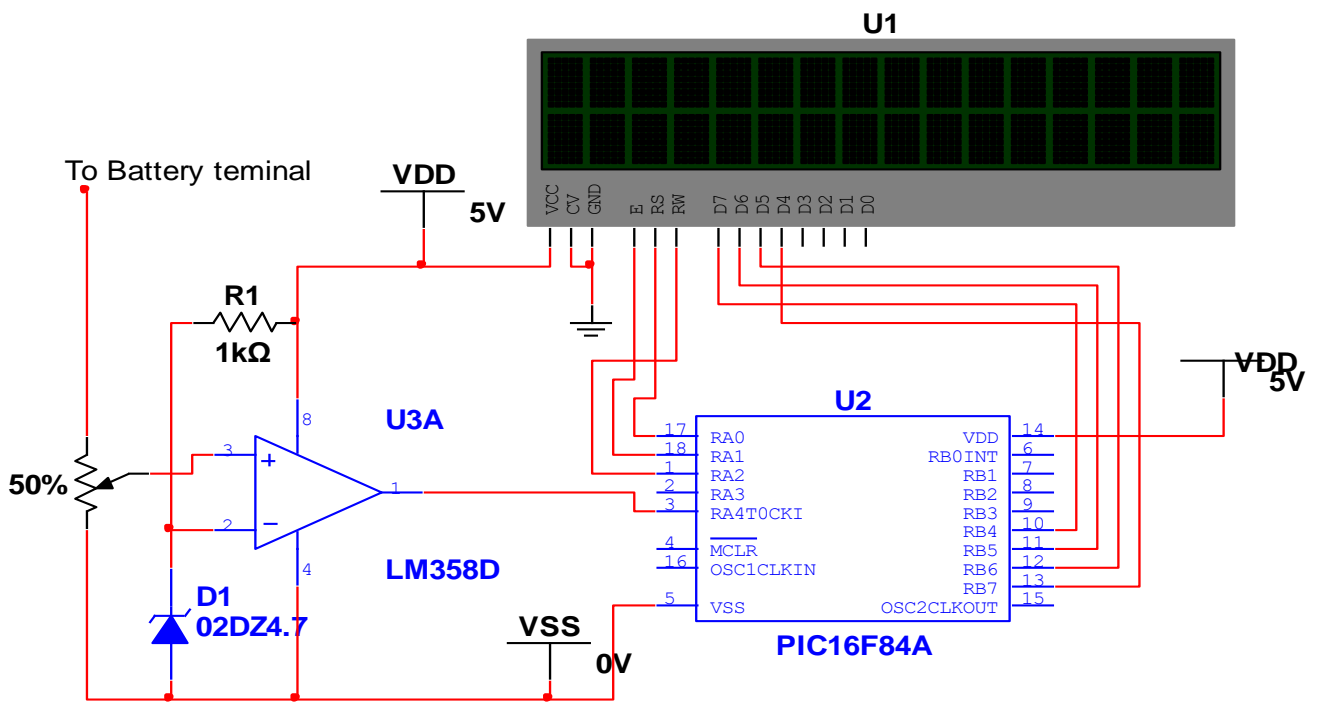 U1
To Battery teminal
VDD
5V
VCC
CV
GND
E
RS
RW
D7
D6
D5
D4
D3
D2
D1
D0
R1
1kΩ
VDD
5V
U3A
8
3
+
1
2
−
4
LM358D
50%
D1
02DZ4.7
VSS
0V
U2
17 RA0
18 RA1
1 RA2
2 RA3
3 RA4T0CKI
4 MCLR
16 OSC1CLKIN
5 VSS
VDD 14
RB0INT 6
RB1 7
RB2 8
RB3 9
RB4 10
RB5 11
RB6 12
RB7 13
OSC2CLKOUT 15
PIC16F84A